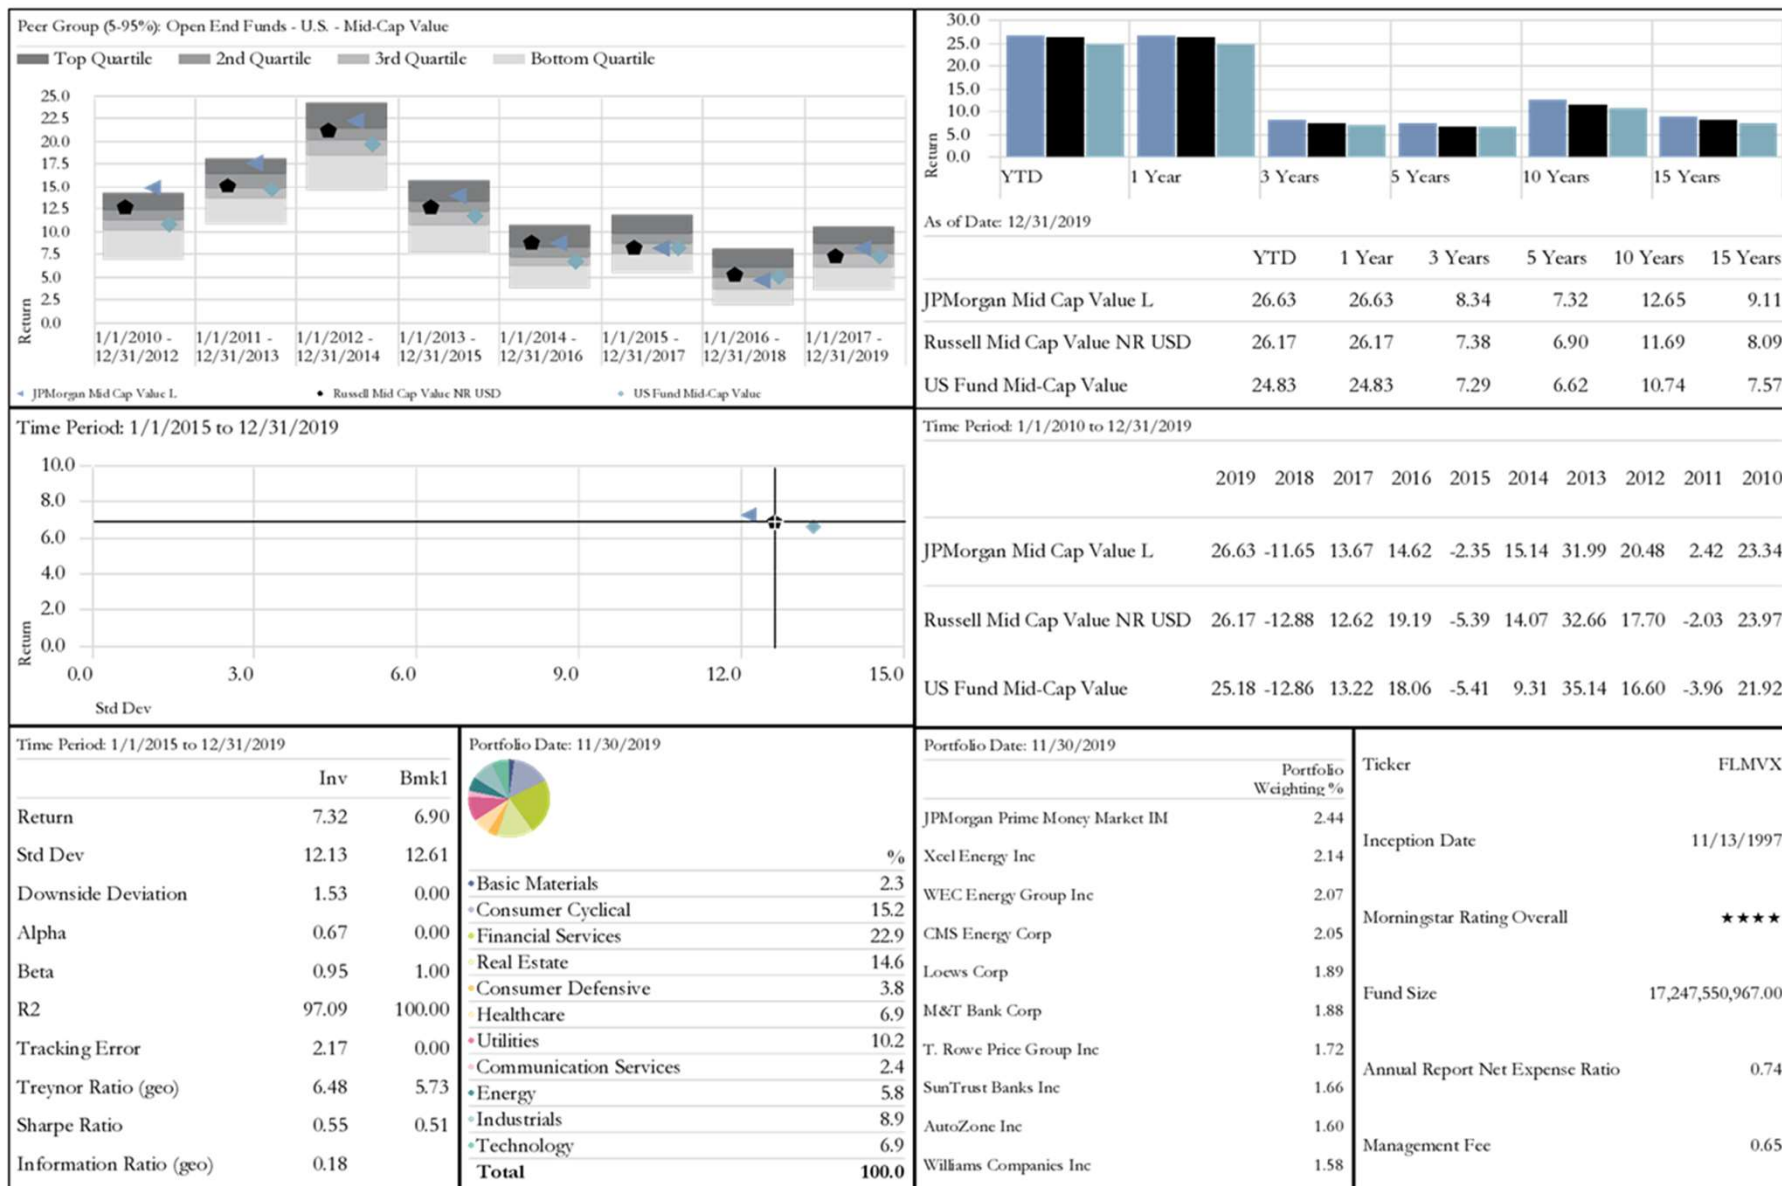 Peer Group (5-95%): Open End Funds - U.S. - Mid-Cap Value
Top Quartile 2nd Quartile 3rd Quartile Bottom Quartile
25.0
22.5
20.0
17.5
15.0
12.5
10.0
7.5
5.0
2.5
0.0
Return
1/1/2010 - 1/1/2011 - 1/1/2012 - 1/1/2013 - 1/1/2014 - 1/1/2015 - 1/1/2016 - 1/1/2017 -
12/31/2012 12/31/2013 12/31/2014 12/31/2015 12/31/2016 12/31/2017 12/31/2018 12/31/2019
JPMorgan Mid Cap Value L Russell Mid Cap Value NR USD US Fund Mid-Cap Value
30.0
25.0
20.0
15.0
10.0
5.0
0.0
Return
YTD 1 Year 3 Years 5 Years 10 Years 15 Years
As of Date: 12/31/2019
YTD 1 Year 3 Years 5 Years 10 Years 15 Years
JPMorgan Mid Cap Value L 26.63 26.63 8.34 7.32 12.65 9.11
Russell Mid Cap Value NR USD 26.17 26.17 7.38 6.90 11.69 8.09
US Fund Mid-Cap Value 24.83 24.83 7.29 6.62 10.74 7.57
Time Period: 1/1/2015 to 12/31/2019
10.0
8.0
6.0
4.0
2.0
0.0
Return
0.0 3.0 6.0 9.0 12.0 15.0
Std Dev
Time Period: 1/1/2010 to 12/31/2019
2019 2018 2017 2016 2015 2014 2013 2012 2011 2010
JPMorgan Mid Cap Value L 26.63 -11.65 13.67 14.62 -2.35 15.14 31.99 20.48 2.42 23.34
Russell Mid Cap Value NR USD 26.17 -12.88 12.62 19.19 -5.39 14.07 32.66 17.70 -2.03 23.97
US Fund Mid-Cap Value 25.18 -12.86 13.22 18.06 -5.41 9.31 35.14 16.60 -3.96 21.92
Time Period: 1/1/2015 to 12/31/2019
Inv Bmk1
Return 7.32 6.90
Std Dev 12.13 12.61
Downside Deviation 1.53 0.00
Alpha 0.67 0.00
Beta 0.95 1.00
R2 97.09 100.00
Tracking Error 2.17 0.00
Treynor Ratio (geo) 6.48 5.73
Sharpe Ratio 0.55 0.51
Information Ratio (geo) 0.18
Portfolio Date: 11/30/2019
%
Basic Materials 2.3
Consumer Cyclical 15.2
Financial Services 22.9
Real Estate 14.6
Consumer Defensive 3.8
Healthcare 6.9
Utilities 10.2
Communication Services 2.4
Energy 5.8
Industrials 8.9
Technology 6.9
Total 100.0
Portfolio Date: 11/30/2019
Portfolio
Weighting %
JPMorgan Prime Money Market IM 2.44
Xcel Energy Inc 2.14
WEC Energy Group Inc 2.07
CMS Energy Corp 2.05
Loews Corp 1.89
M&T Bank Corp 1.88
T. Rowe Price Group Inc 1.72
SunTrust Banks Inc 1.66
AutoZone Inc 1.60
Williams Companies Inc 1.58
Ticker FLMVX
Inception Date 11/13/1997
Morningstar Rating Overall ★★★★
Fund Size 17,247,550,967.00
Annual Report Net Expense Ratio 0.74
Management Fee 0.65